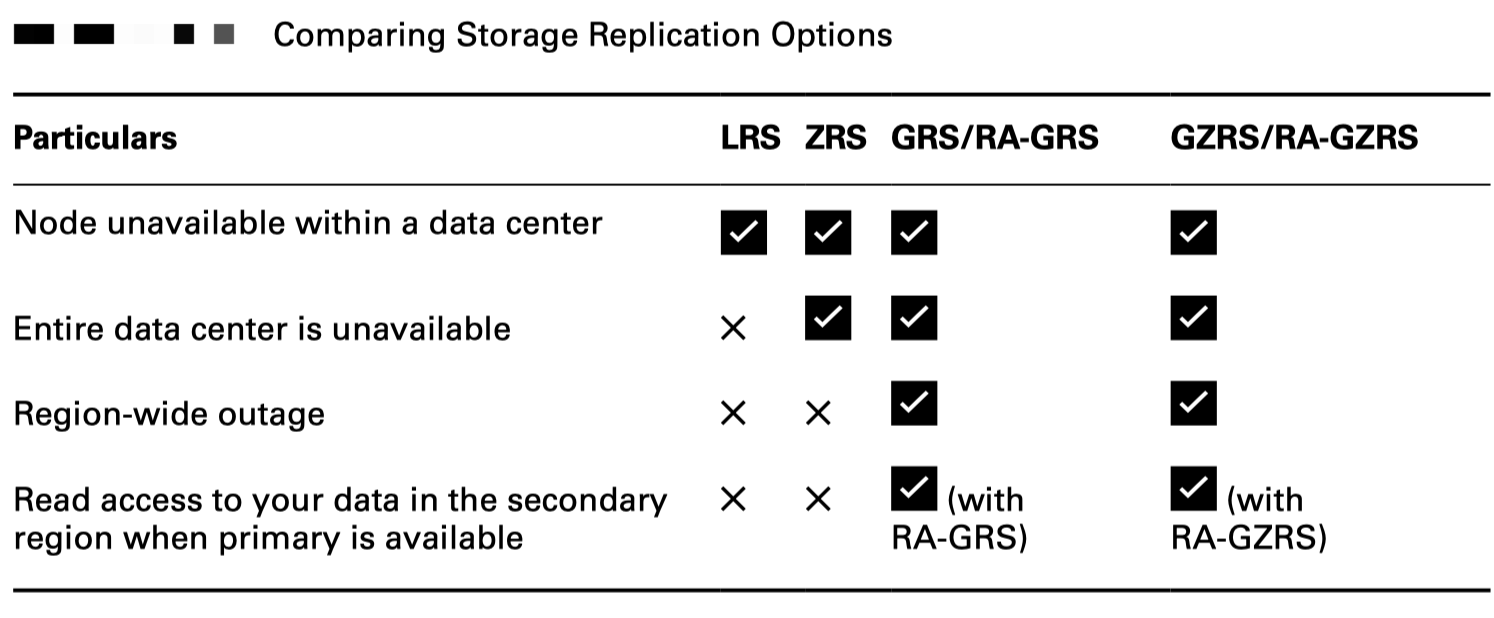 Comparing Storage Replication Options
Particulars LRS ZRS GRS/RA-GRS GZRS/RA-GZRS
Node unavailable within a data center ✓ ✓ ✓ ✓
Entire data center is unavailable × ✓ ✓ ✓
Region-wide outage × × ✓ ✓
Read access to your data in the secondary × × ✓ (with ✓ (with
region when primary is available RA-GRS) RA-GZRS)